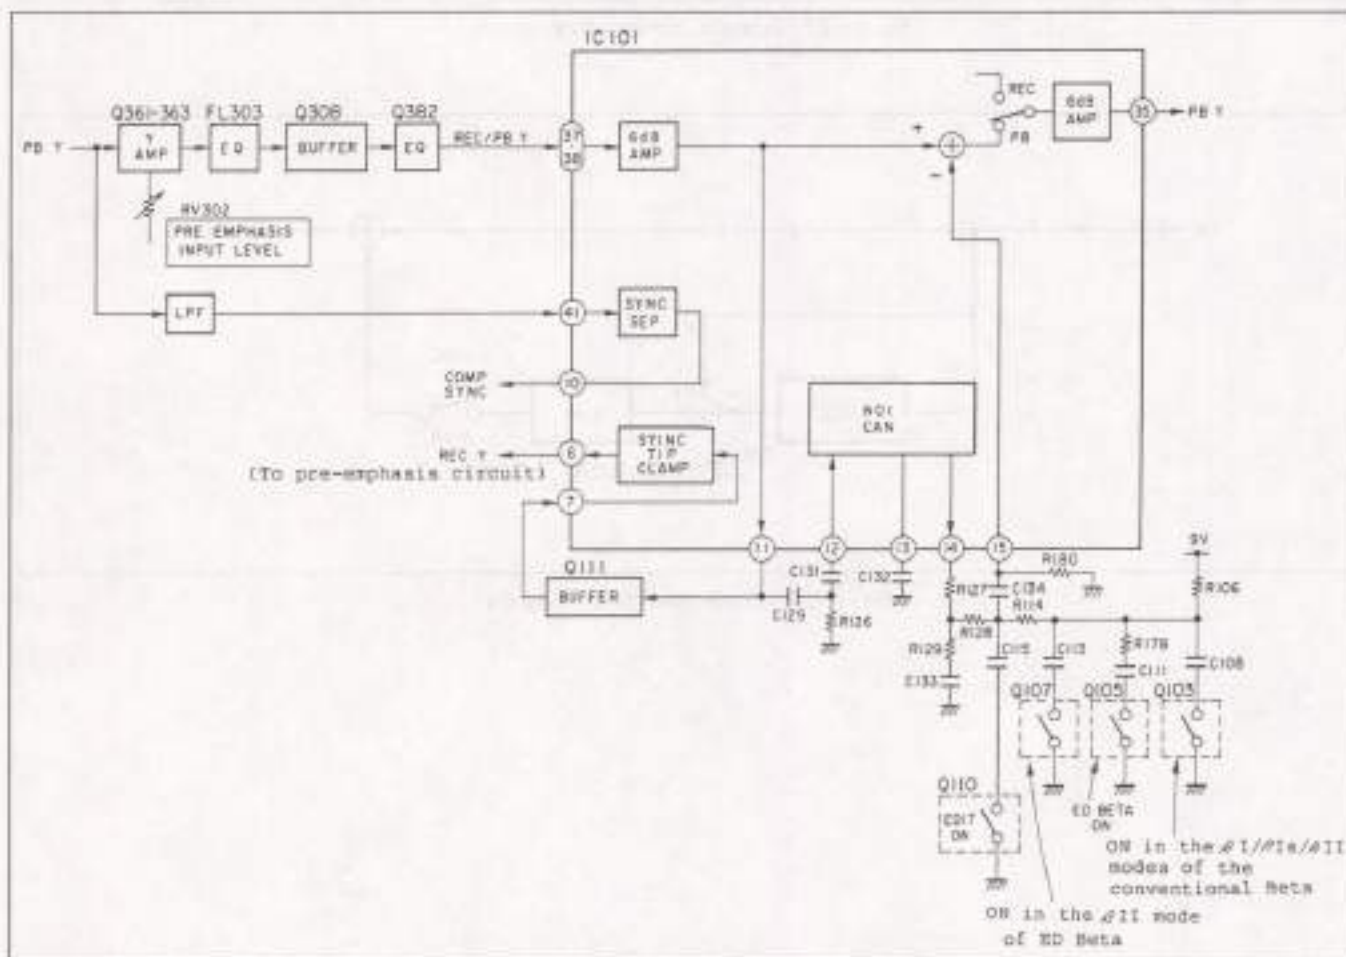 IC101
Q361-363 FL303 Q308 Q382
PB Y
Y
AMP
EQ
BUFFER
EQ
REC/PB Y
37
38
6dB
AMP
REC
PB
6dB
AMP
35
PB Y
+
−
RV302
PRE EMPHASIS
INPUT LEVEL
LPF
41
SYNC
SEP
COMP
SYNC
10
NOI
CAN
REC Y
6
SYINC
TIP
CLAMP
(To pre-emphasis circuit)
7
11
12
13
14
15
9V
Q111
BUFFER
C131
C132
R127
C134
R180
R106
C129
R136
R128
R114
R129
C115
C113
R178
C111
C108
C133
Q107
Q105
Q103
Q110
EDIT
ON
ED BETA
ON
ON in the βI/βIs/βII
modes of the
conventional Beta
ON in the βII mode
of ED Beta